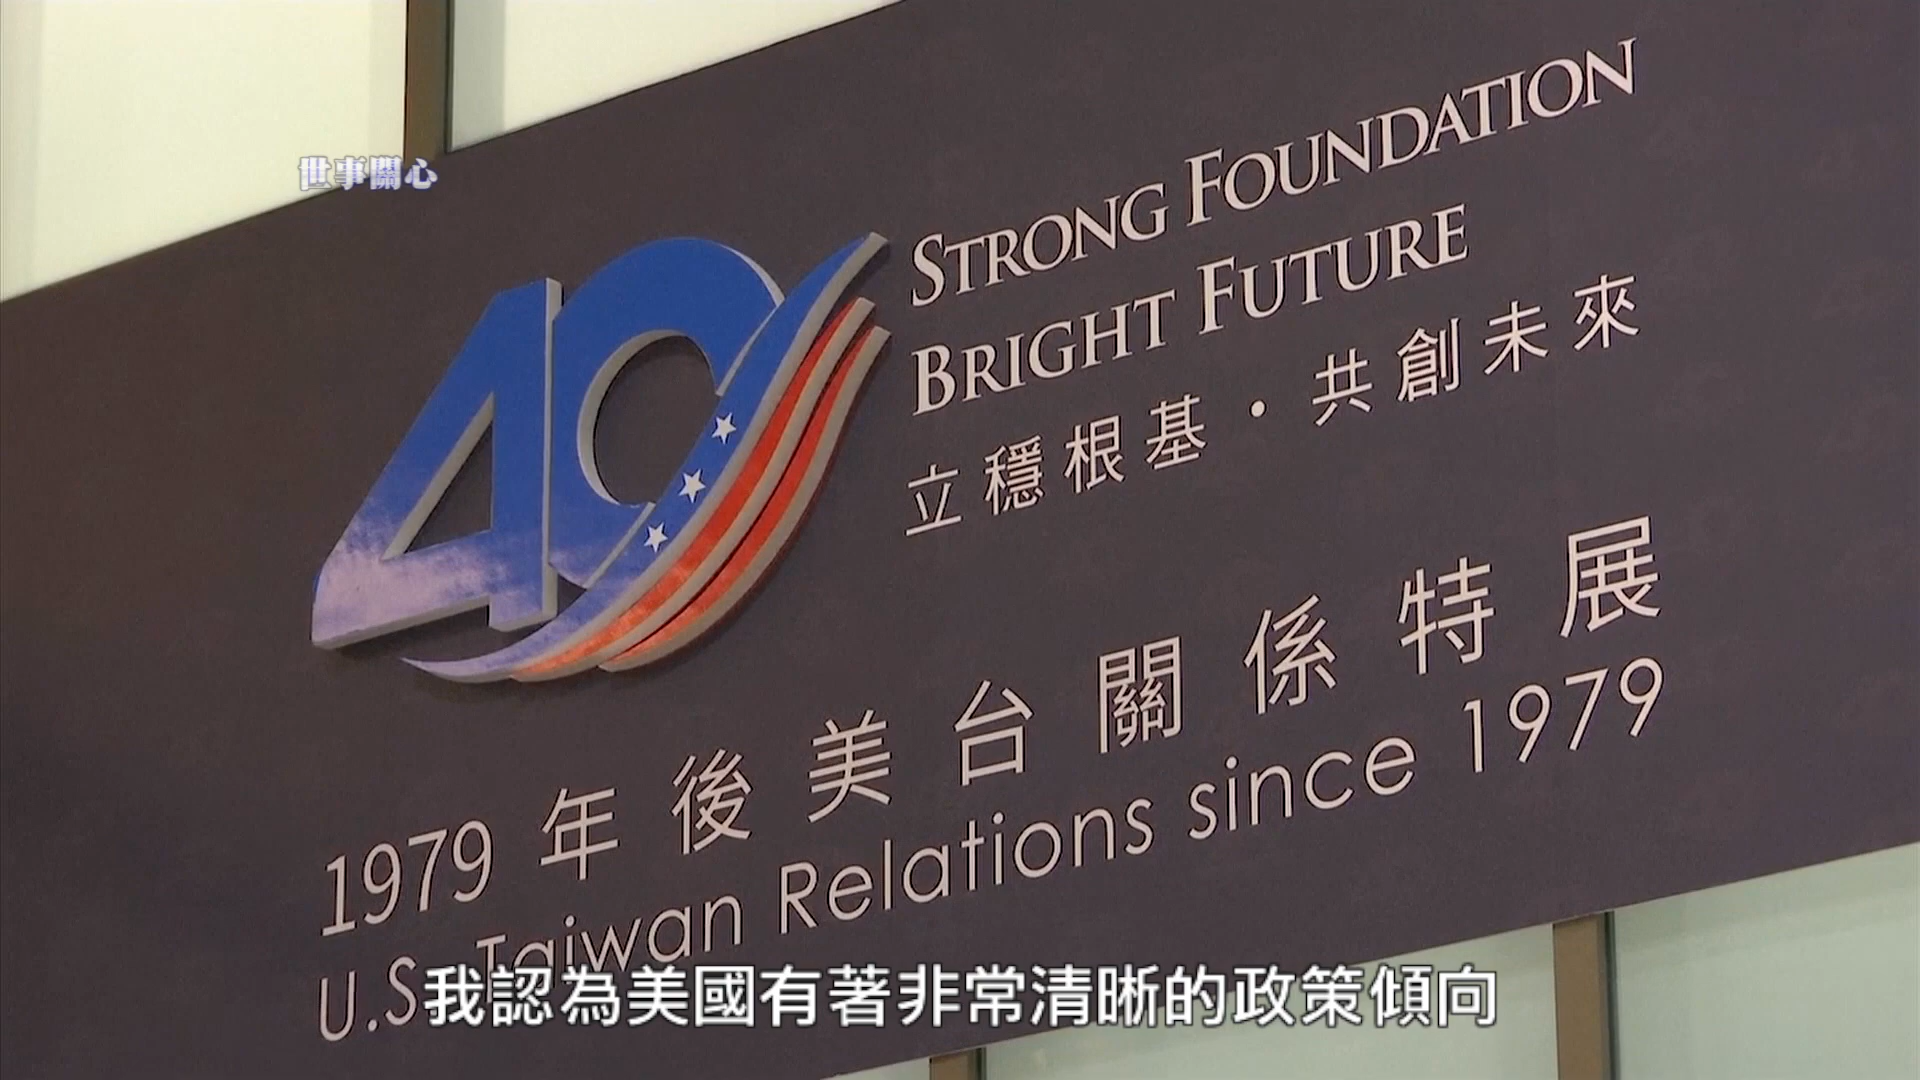 世事關心
40
STRONG FOUNDATION
BRIGHT FUTURE
立穩根基・共創未來
1979年後美台關係特展
U.S.-Taiwan Relations since 1979
我認為美國有著非常清晰的政策傾向